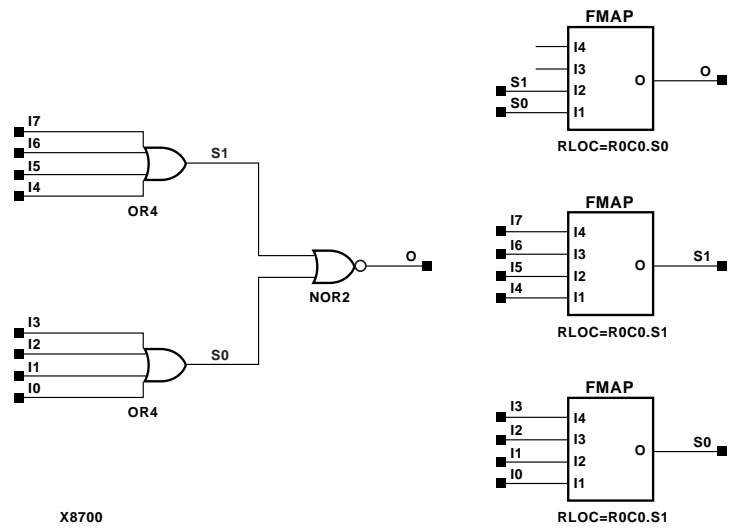 I7
I6
I5
I4
OR4
S1
I3
I2
I1
I0
OR4
S0
O
NOR2
X8700
FMAP
I4
I3
S1
I2
S0
I1
O
O
RLOC=R0C0.S0
FMAP
I7
I4
I6
I3
I5
I2
I4
I1
O
S1
RLOC=R0C0.S1
FMAP
I3
I4
I2
I3
I1
I2
I0
I1
O
S0
RLOC=R0C0.S1